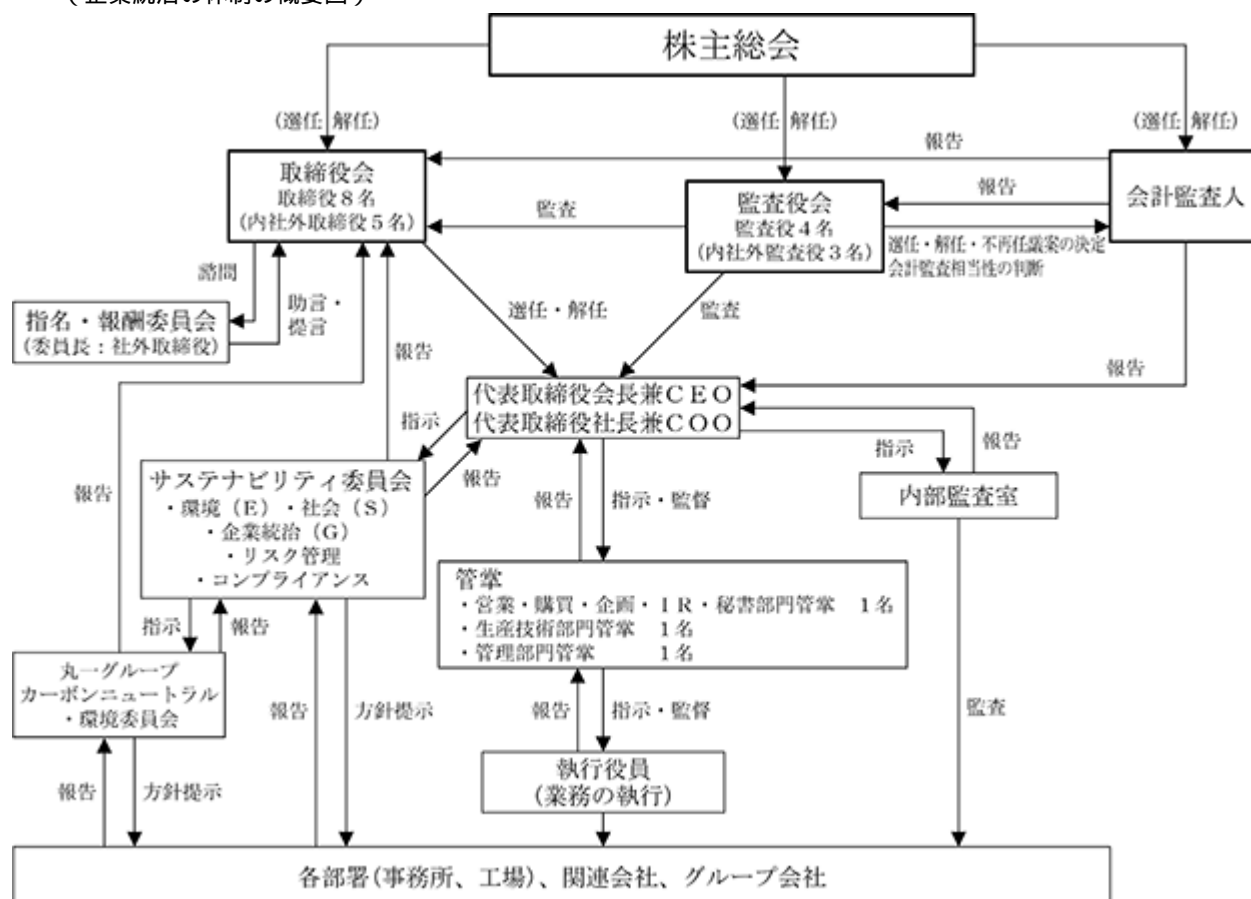 (企業統治の体制の概要図)
株主総会
(選任 解任)
(選任 解任)
(選任 解任)
取締役会
取締役8名
(内社外取締役5名)
監査
監査役会
監査役4名
(内社外監査役3名)
報告
報告
会計監査人
選任・解任・不再任議案の決定
会計監査相当性の判断
諮問
助言・
提言
指名・報酬委員会
(委員長:社外取締役)
報告
選任・解任
監査
報告
代表取締役会長兼CEO
代表取締役社長兼COO
指示
報告
指示
報告
内部監査室
サステナビリティ委員会
・環境(E)・社会(S)
・企業統治(G)
・リスク管理
・コンプライアンス
報告
報告
指示・監督
管掌
・営業・購買・企画・IR・秘書部門管掌 1名
・生産技術部門管掌 1名
・管理部門管掌 1名
指示
報告
丸一グループ
カーボンニュートラル
・環境委員会
報告
方針提示
報告
指示・監督
監査
執行役員
(業務の執行)
報告
方針提示
各部署(事務所、工場)、関連会社、グループ会社